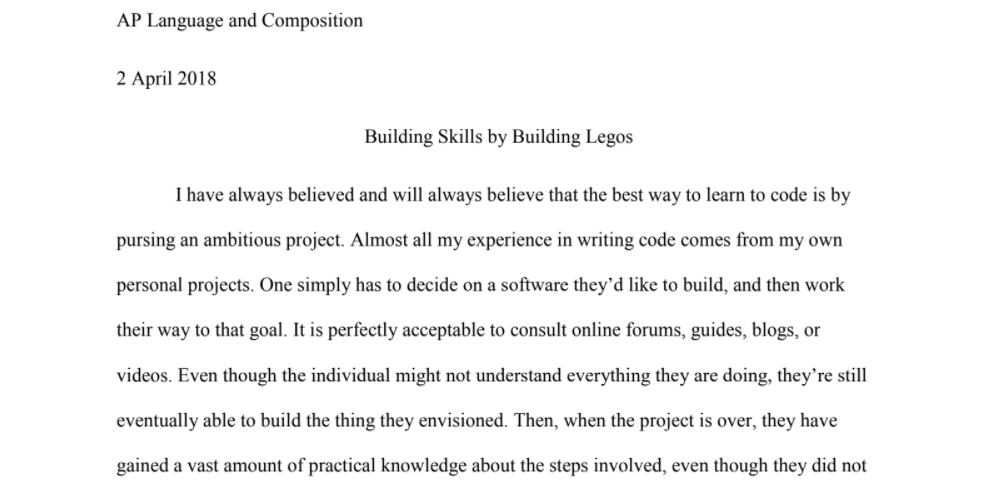 AP Language and Composition
2 April 2018
Building Skills by Building Legos
I have always believed and will always believe that the best way to learn to code is by
pursing an ambitious project. Almost all my experience in writing code comes from my own
personal projects. One simply has to decide on a software they’d like to build, and then work
their way to that goal. It is perfectly acceptable to consult online forums, guides, blogs, or
videos. Even though the individual might not understand everything they are doing, they’re still
eventually able to build the thing they envisioned. Then, when the project is over, they have
gained a vast amount of practical knowledge about the steps involved, even though they did not